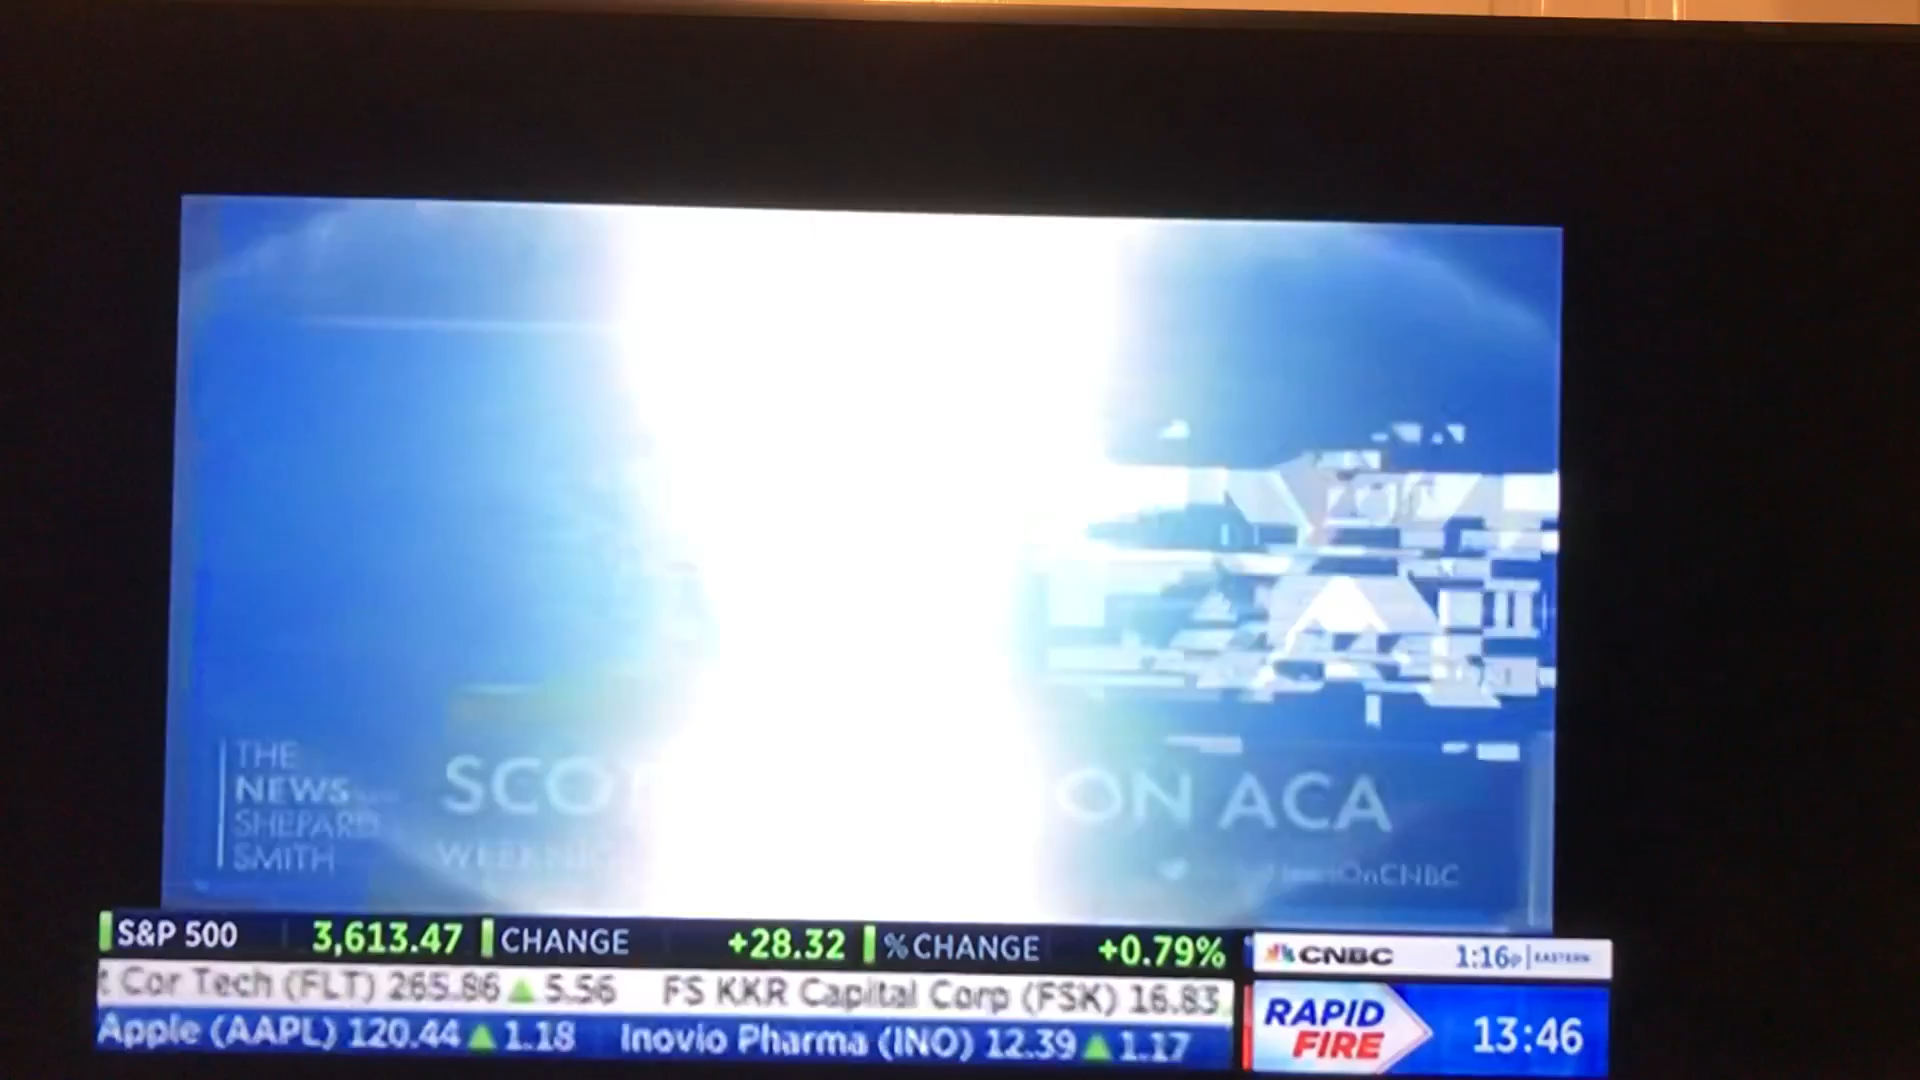 THE
NEWS
SHEPARD
SMITH
ON ACA
S&P 500 3,613.47 CHANGE +28.32 % CHANGE +0.79%
CNBC 1:16P EASTERN
t Cor Tech (FLT) 265.86 ▲ 5.56 FS KKR Capital Corp (FSK) 16.83
Apple (AAPL) 120.44 ▲ 1.18 Inovio Pharma (INO) 12.39 ▲ 1.17
RAPID
FIRE
13:46